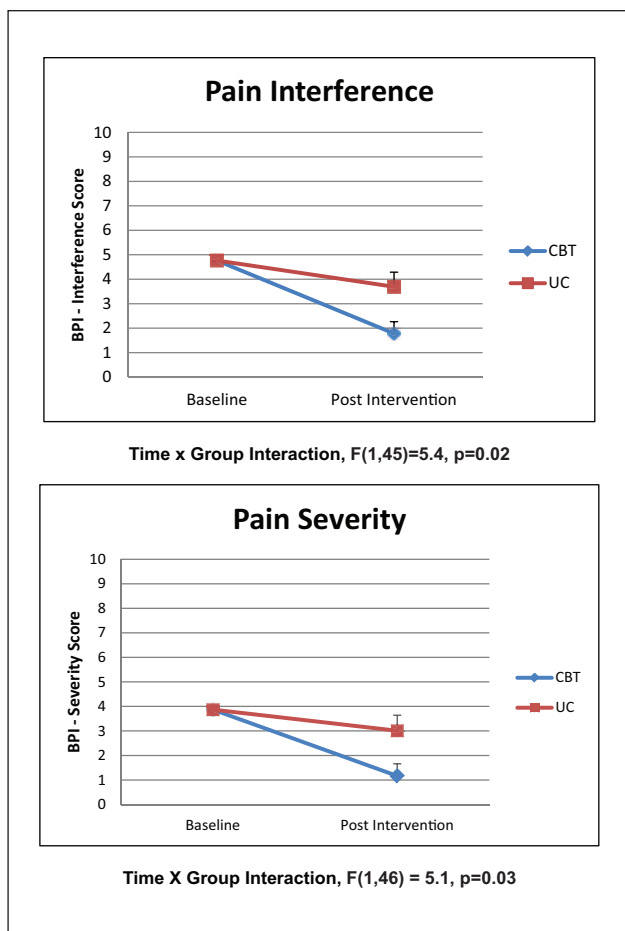 Pain Interference
BPI - Interference Score
10
9
8
7
6
5
4
3
2
1
0
Baseline
Post Intervention
CBT
UC
Time x Group Interaction, F(1,45)=5.4, p=0.02
Pain Severity
BPI - Severity Score
10
9
8
7
6
5
4
3
2
1
0
Baseline
Post Intervention
CBT
UC
Time X Group Interaction, F(1,46) = 5.1, p=0.03